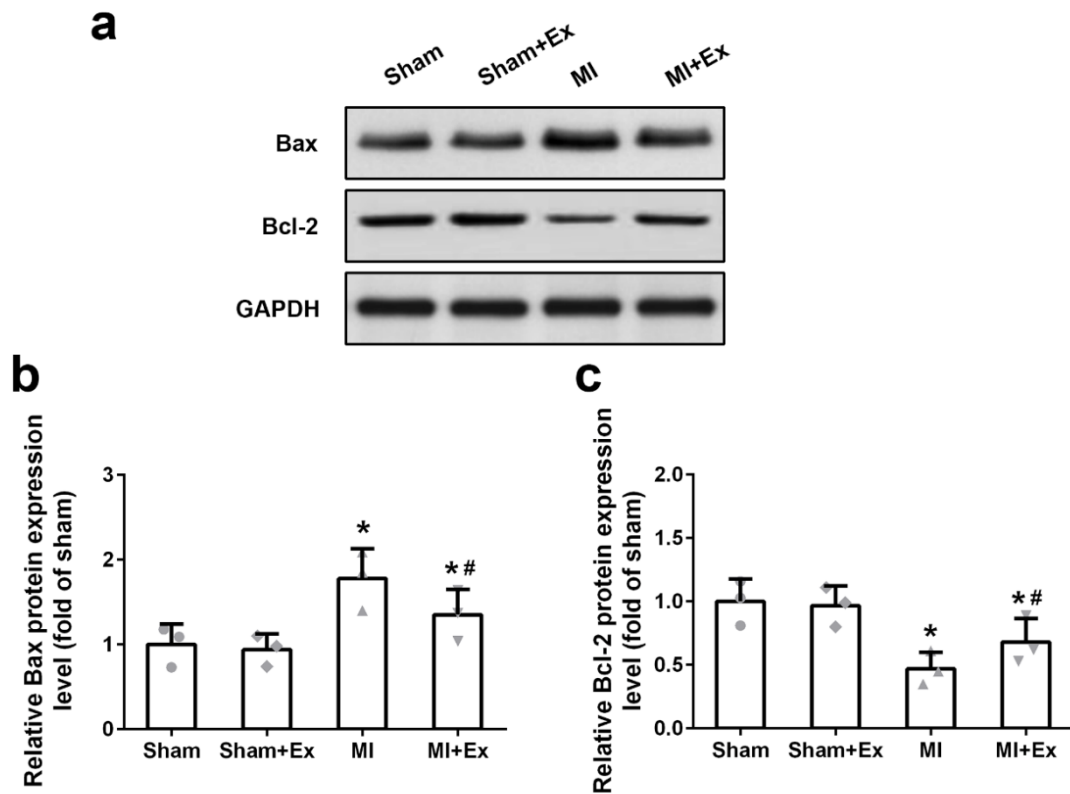 a
Sham Sham+Ex MI MI+Ex
Bax
Bcl-2
GAPDH
b
Relative Bax protein expression
level (fold of sham)
3
2
1
0
*
*#
Sham Sham+Ex MI MI+Ex
c
Relative Bcl-2 protein expression
level (fold of sham)
2.0
1.5
1.0
0.5
0.0
*
*#
Sham Sham+Ex MI MI+Ex